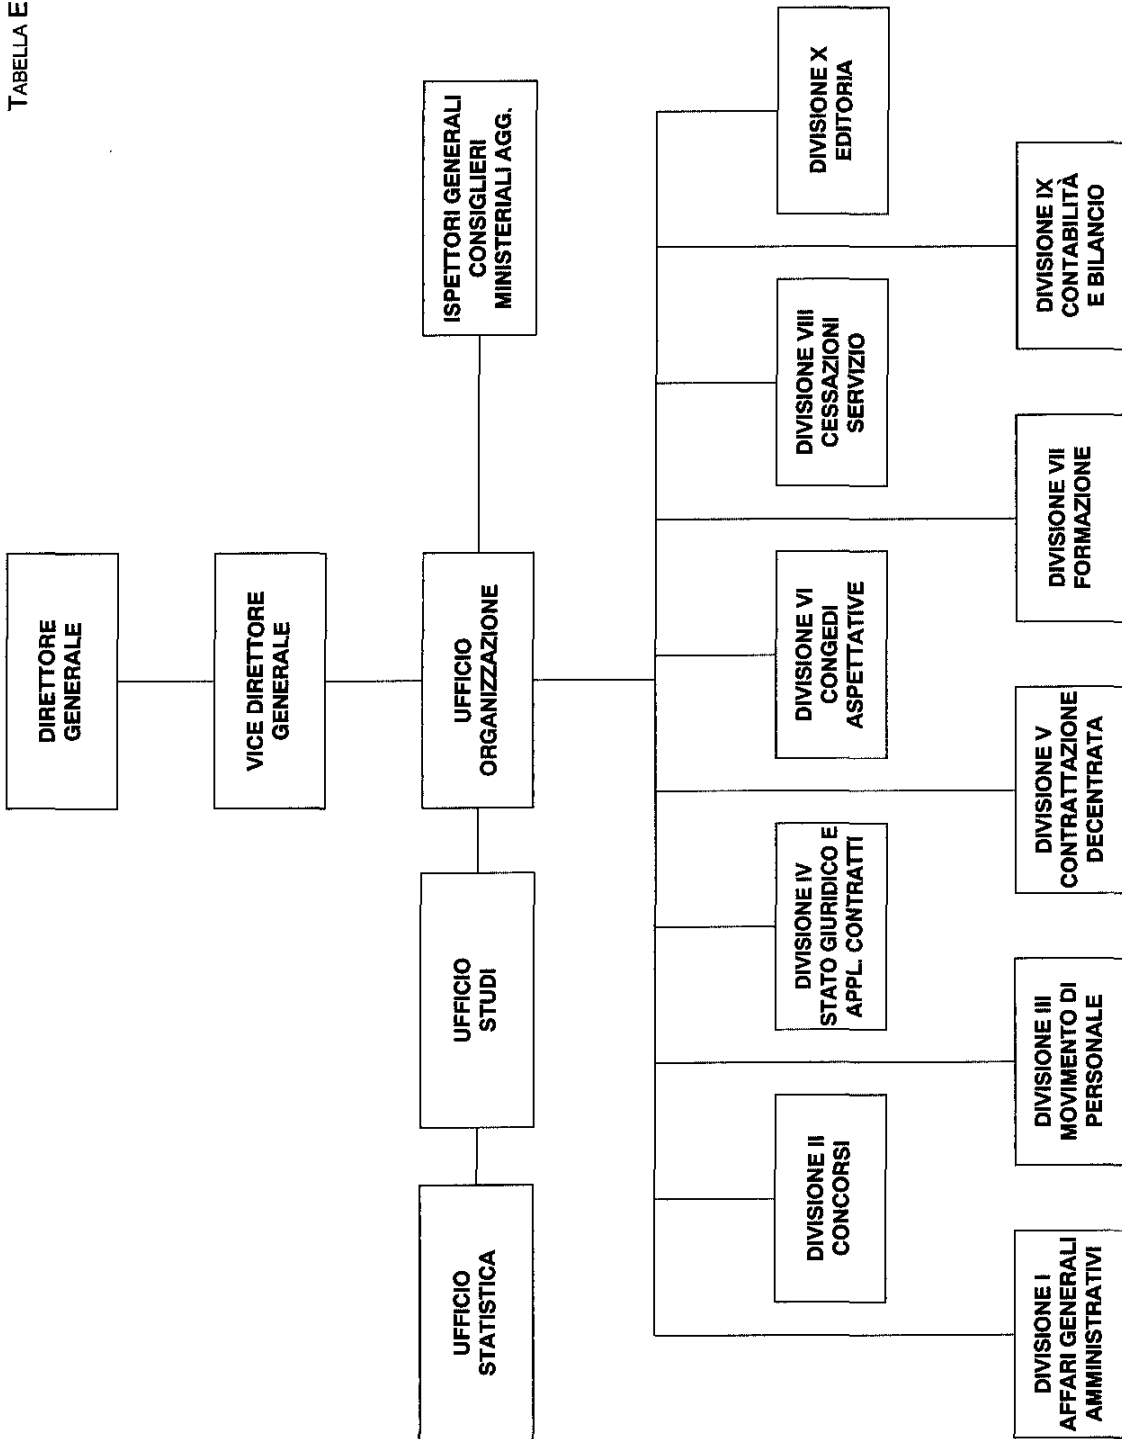 TABELLA E
DIRETTORE
GENERALE
VICE DIRETTORE
GENERALE
UFFICIO
STATISTICA
UFFICIO
STUDI
UFFICIO
ORGANIZZAZIONE
ISPETTORI GENERALI
CONSIGLIERI
MINISTERIALI AGG.
DIVISIONE II
CONCORSI
DIVISIONE IV
STATO GIURIDICO E
APPL. CONTRATTI
DIVISIONE VI
CONGEDI
ASPETTATIVE
DIVISIONE VIII
CESSAZIONI
SERVIZIO
DIVISIONE X
EDITORIA
DIVISIONE I
AFFARI GENERALI
AMMINISTRATIVI
DIVISIONE III
MOVIMENTO DI
PERSONALE
DIVISIONE V
CONTRATTAZIONE
DECENTRATA
DIVISIONE VII
FORMAZIONE
DIVISIONE IX
CONTABILITÀ
E BILANCIO